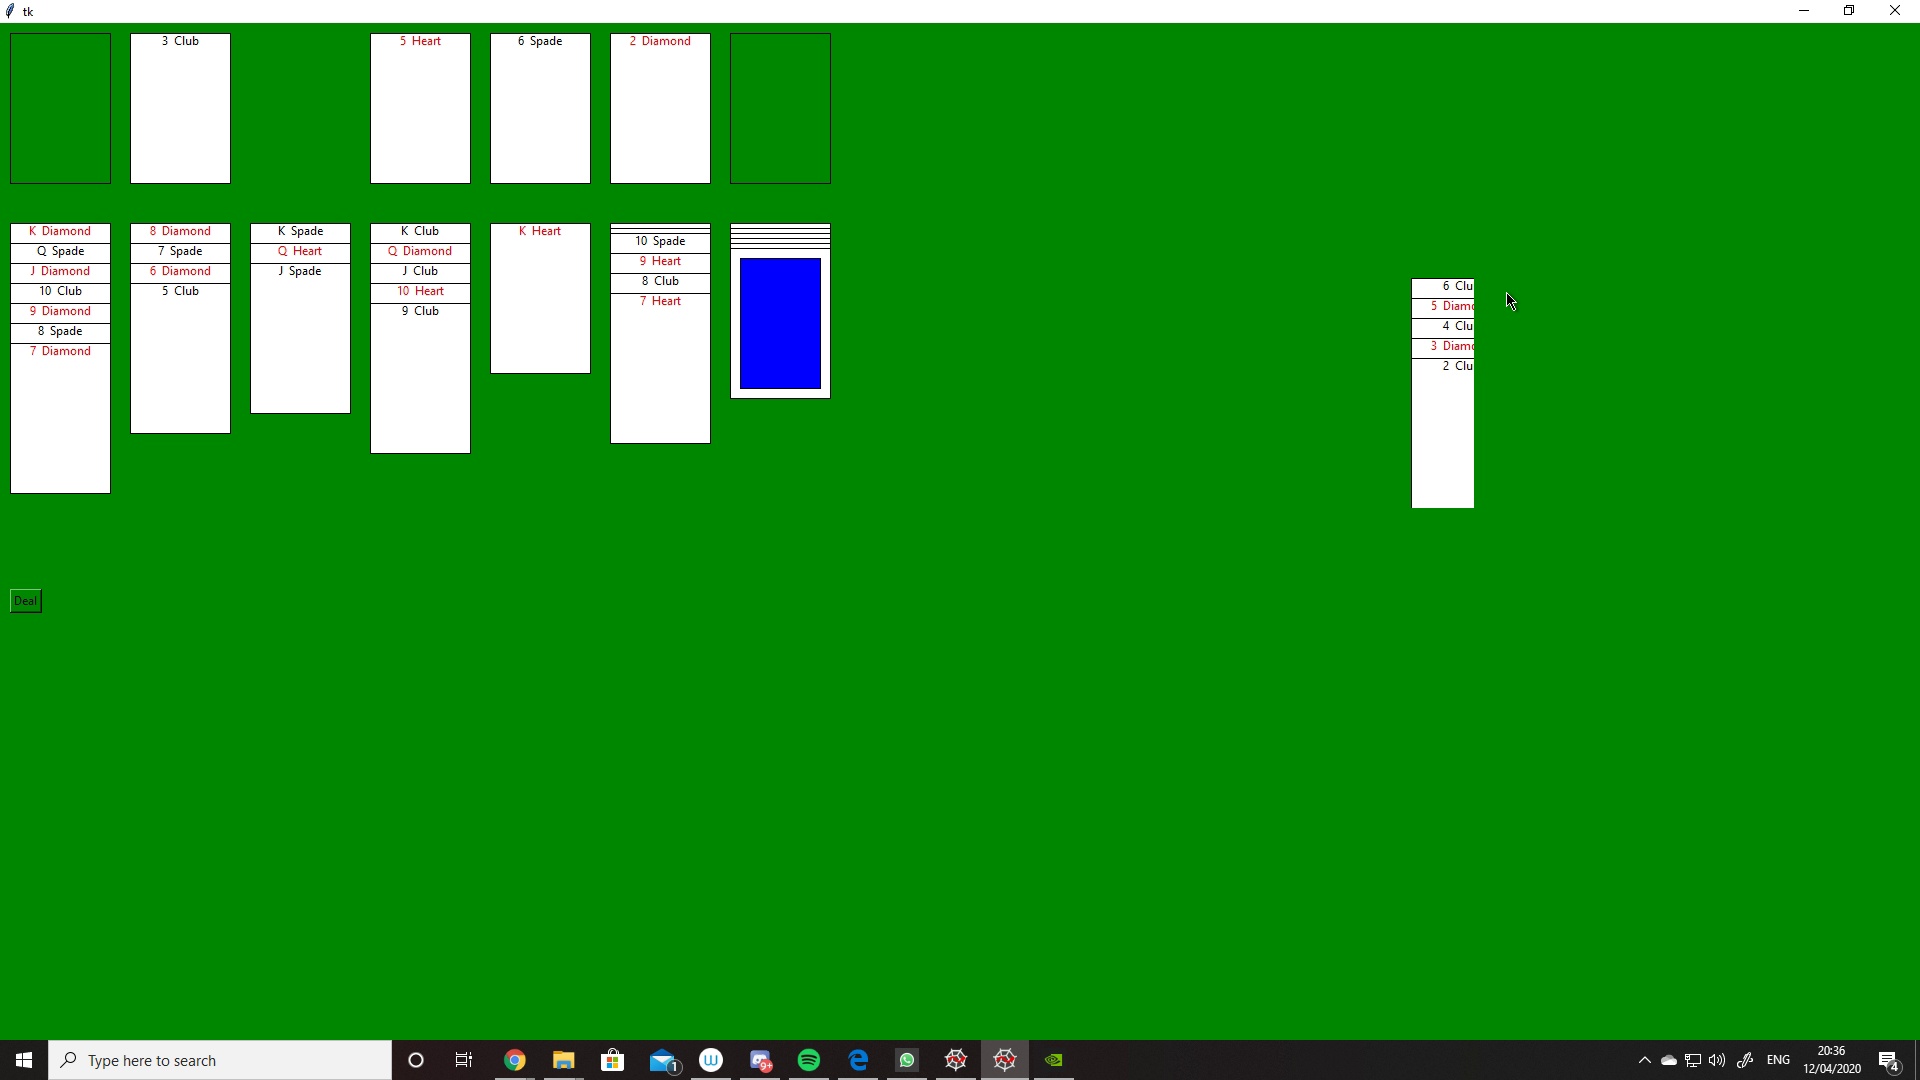 tk
3 Club
5 Heart
6 Spade
2 Diamond
K Diamond
Q Spade
J Diamond
10 Club
9 Diamond
8 Spade
7 Diamond
8 Diamond
7 Spade
6 Diamond
5 Club
K Spade
Q Heart
J Spade
K Club
Q Diamond
J Club
10 Heart
9 Club
K Heart
10 Spade
9 Heart
8 Club
7 Heart
6 Clu
5 Diam
4 Clu
3 Diam
2 Clu
Deal
Type here to search
1
W
9+
ENG
20:36
12/04/2020
4